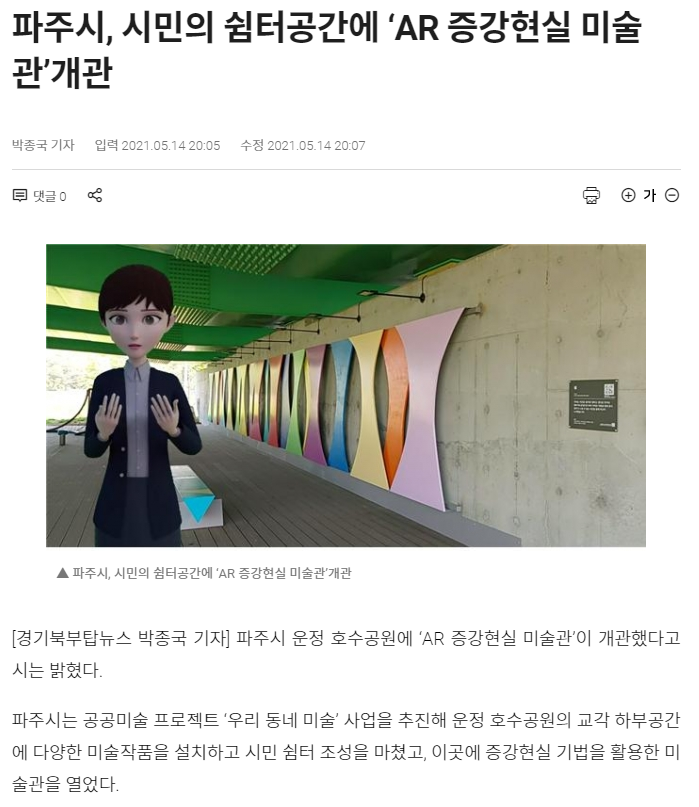 파주시, 시민의 쉼터공간에 ‘AR 증강현실 미술
관’개관
박종국 기자 입력 2021.05.14 20:05 수정 2021.05.14 20:07
댓글 0
가
▲ 파주시, 시민의 쉼터공간에 ‘AR 증강현실 미술관’개관
[경기북부탑뉴스 박종국 기자] 파주시 운정 호수공원에 ‘AR 증강현실 미술관’이 개관했다고
시는 밝혔다.
파주시는 공공미술 프로젝트 ‘우리 동네 미술’ 사업을 추진해 운정 호수공원의 교각 하부공간
에 다양한 미술작품을 설치하고 시민 쉼터 조성을 마쳤고, 이곳에 증강현실 기법을 활용한 미
술관을 열었다.